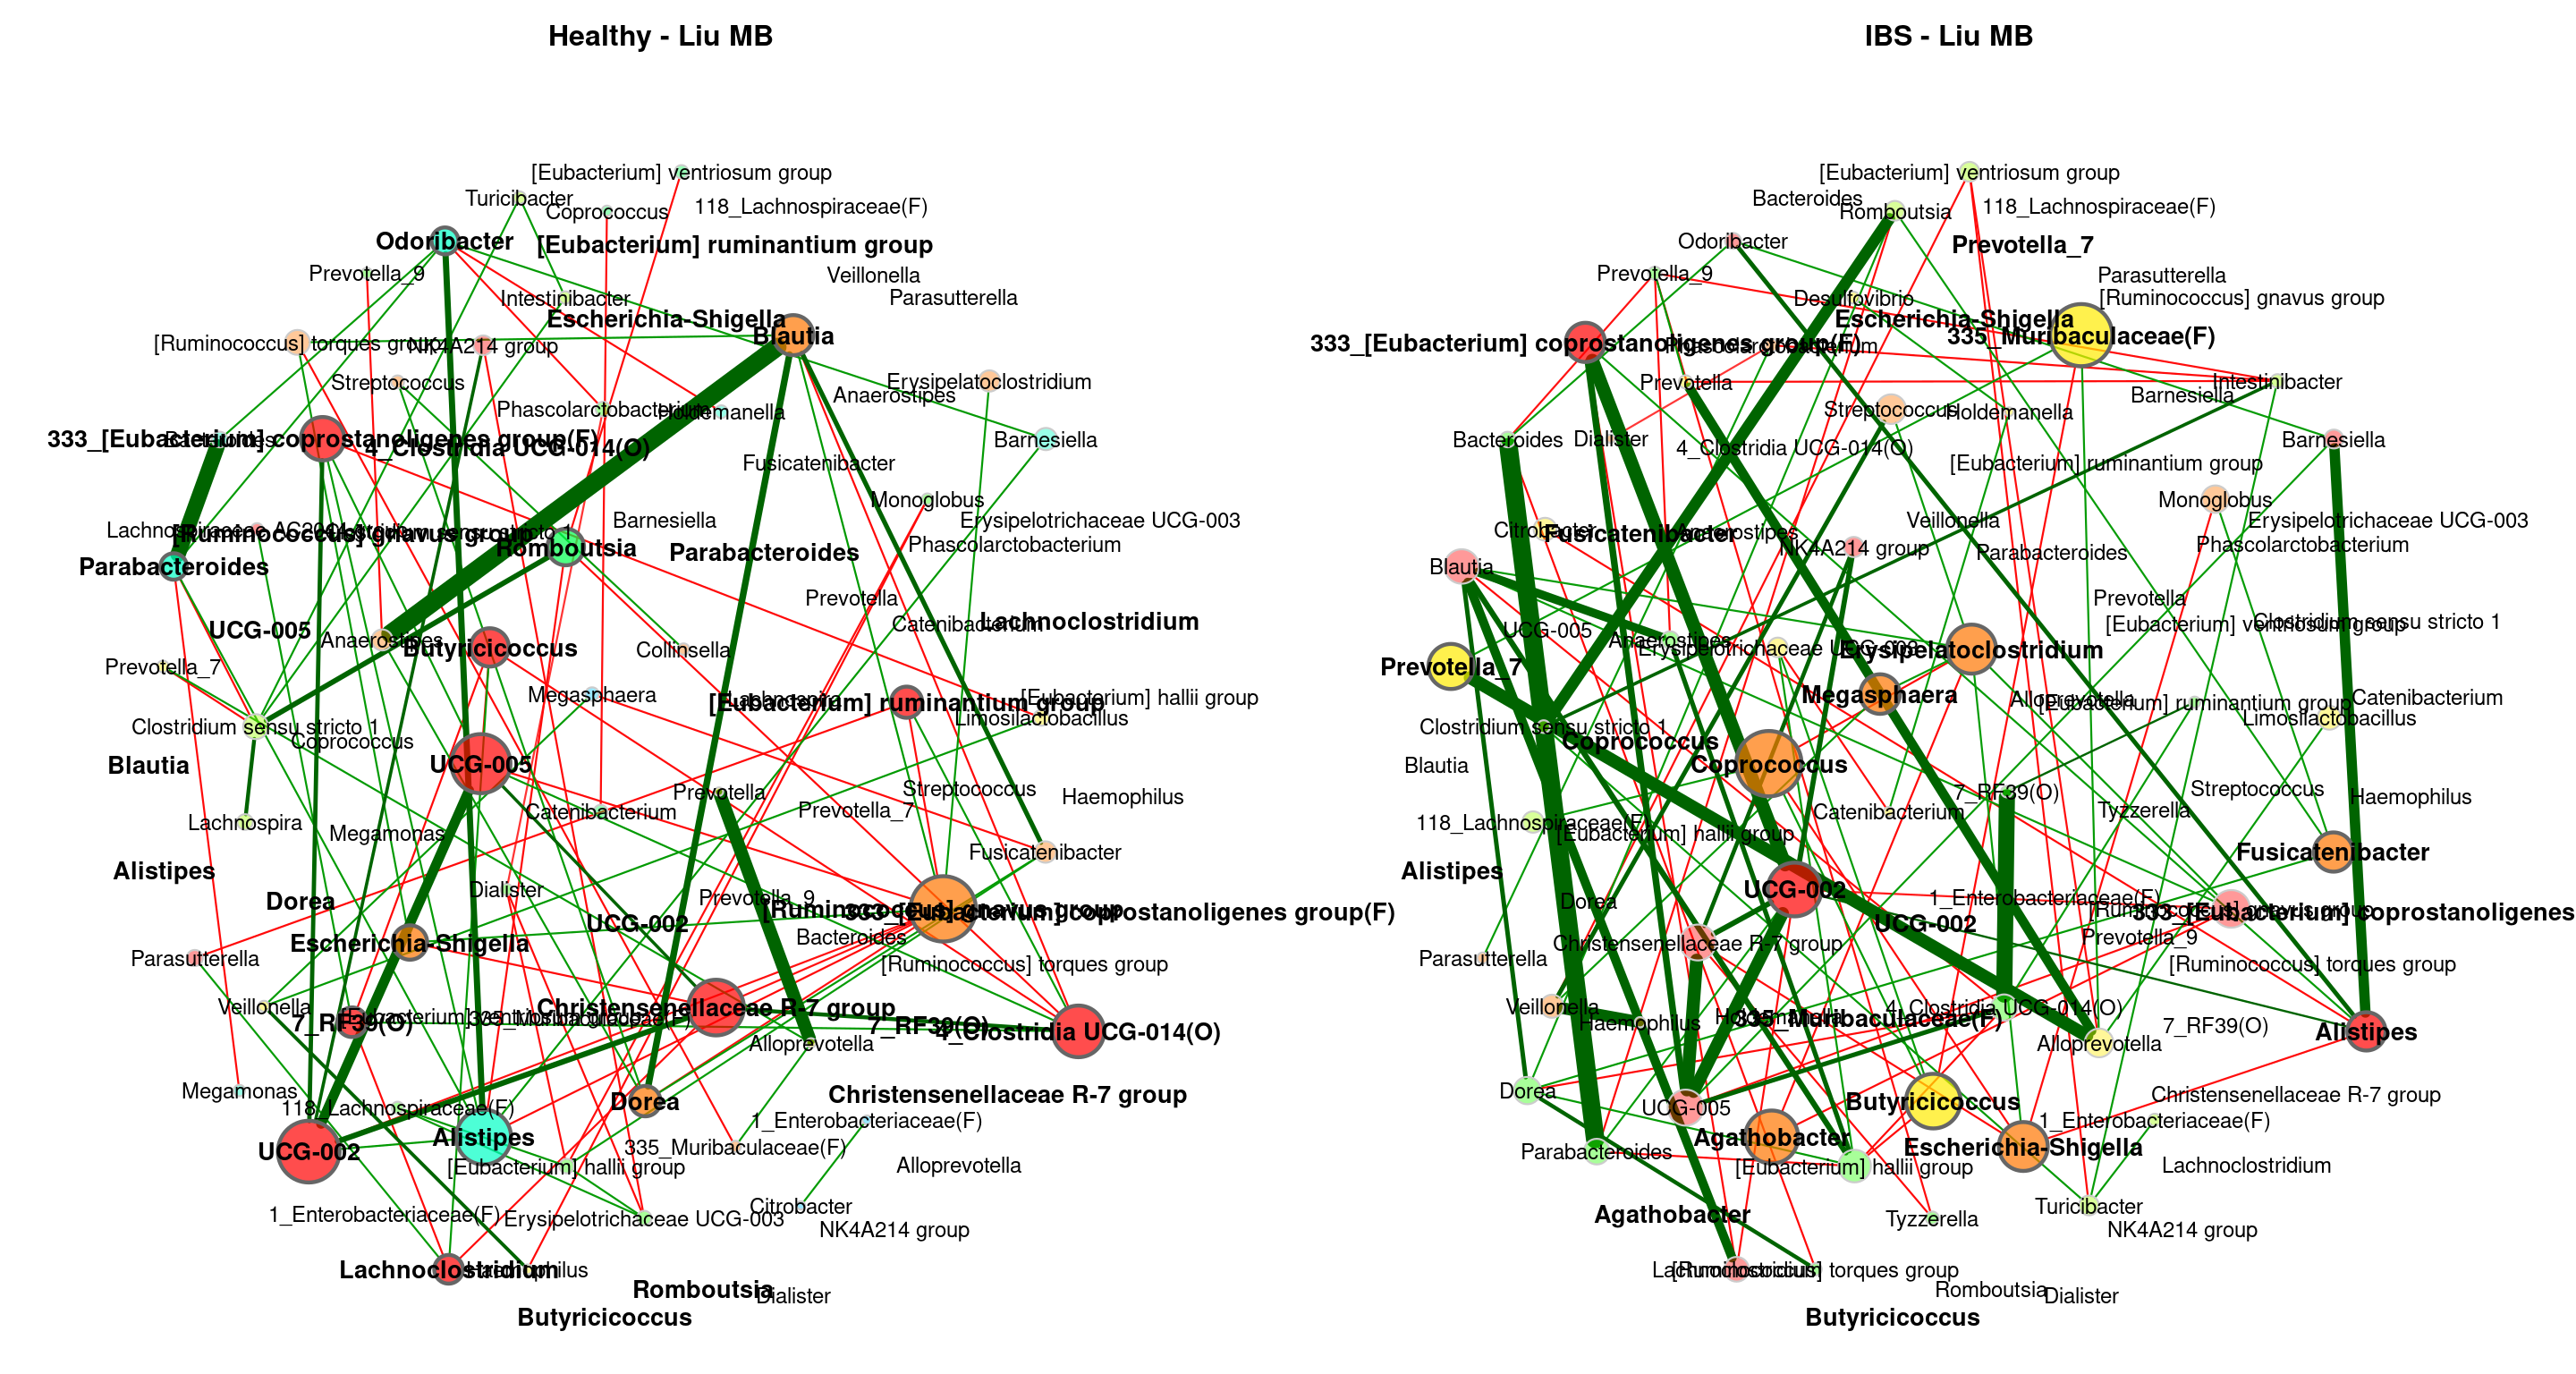 Healthy - Liu MB
[Eubacterium] ventriosum group
Turicibacter
Coprococcus
118_Lachnospiraceae(F)
Odoribacter
[Eubacterium] ruminantium group
Prevotella_9
Veillonella
Intestinibacter
Parasutterella
Escherichia-Shigella
Blautia
[Ruminococcus] torques group
NK4A214 group
Streptococcus
Erysipelatoclostridium
Anaerostipes
Phascolarctobacterium
Holdemanella
333_[Eubacterium] coprostanoligenes group(F)
Bacteroides
4_Clostridia UCG-014(O)
Barnesiella
Fusicatenibacter
Monoglobus
Lachnospiraceae AC2044 group
[Ruminococcus] gnavus group
Clostridium sensu stricto 1
Barnesiella
Erysipelotrichaceae UCG-003
Romboutsia
Parabacteroides
Phascolarctobacterium
Parabacteroides
Prevotella
UCG-005
Anaerostipes
Catenibacterium
Lachnoclostridium
Butyricicoccus
Collinsella
Prevotella_7
Megasphaera
Lachnospira
[Eubacterium] ruminantium group
[Eubacterium] hallii group
Limosilactobacillus
Clostridium sensu stricto 1
Coprococcus
Blautia
UCG-005
Prevotella
Streptococcus
Haemophilus
Catenibacterium
Prevotella_7
Lachnospira
Megamonas
Fusicatenibacter
Alistipes
Dialister
Dorea
Prevotella_9
[Ruminococcus] gnavus group
333_[Eubacterium] coprostanoligenes group(F)
UCG-002
Bacteroides
Escherichia-Shigella
Parasutterella
[Ruminococcus] torques group
Veillonella
Christensenellaceae R-7 group
7_RF39(O)
[Eubacterium] ventriosum group
335_Muribaculaceae(F)
7_RF39(O)
4_Clostridia UCG-014(O)
Alloprevotella
Megamonas
118_Lachnospiraceae(F)
Dorea
Christensenellaceae R-7 group
1_Enterobacteriaceae(F)
UCG-002
Alistipes
335_Muribaculaceae(F)
[Eubacterium] hallii group
Alloprevotella
1_Enterobacteriaceae(F)
Erysipelotrichaceae UCG-003
Citrobacter
NK4A214 group
Lachnoclostridium
Haemophilus
Romboutsia
Dialister
Butyricicoccus
IBS - Liu MB
[Eubacterium] ventriosum group
Bacteroides
Romboutsia
118_Lachnospiraceae(F)
Odoribacter
Prevotella_7
Prevotella_9
Parasutterella
Desulfovibrio
[Ruminococcus] gnavus group
Escherichia-Shigella
335_Muribaculaceae(F)
333_[Eubacterium] coprostanoligenes group(F)
Phascolarctobacterium
Prevotella
Intestinibacter
Barnesiella
Streptococcus
Holdemanella
Bacteroides
Dialister
4_Clostridia UCG-014(O)
Barnesiella
[Eubacterium] ruminantium group
Monoglobus
Citrobacter
Fusicatenibacter
Anaerostipes
Veillonella
Erysipelotrichaceae UCG-003
NK4A214 group
Parabacteroides
Phascolarctobacterium
Blautia
Prevotella
UCG-005
Anaerostipes
[Eubacterium] ventriosum group
Clostridium sensu stricto 1
Erysipelotrichaceae UCG-003
Erysipelatoclostridium
Prevotella_7
Megasphaera
Alloprevotella
[Eubacterium] ruminantium group
Catenibacterium
Limosilactobacillus
Clostridium sensu stricto 1
Coprococcus
Blautia
Coprococcus
7_RF39(O)
Streptococcus
Haemophilus
Catenibacterium
Tyzzerella
118_Lachnospiraceae(F)
[Eubacterium] hallii group
Fusicatenibacter
Alistipes
UCG-002
Dorea
1_Enterobacteriaceae(F)
[Ruminococcus] gnavus group
333_[Eubacterium] coprostanoligenes
UCG-002
Prevotella_9
Christensenellaceae R-7 group
Parasutterella
[Ruminococcus] torques group
Veillonella
4_Clostridia UCG-014(O)
Haemophilus
Holdemanella
335_Muribaculaceae(F)
7_RF39(O)
Alistipes
Alloprevotella
Dorea
UCG-005
Butyricicoccus
Christensenellaceae R-7 group
1_Enterobacteriaceae(F)
Agathobacter
Escherichia-Shigella
Parabacteroides
[Eubacterium] hallii group
Lachnoclostridium
Turicibacter
Agathobacter
Tyzzerella
NK4A214 group
Lachnoclostridium
[Ruminococcus] torques group
Romboutsia
Dialister
Butyricicoccus